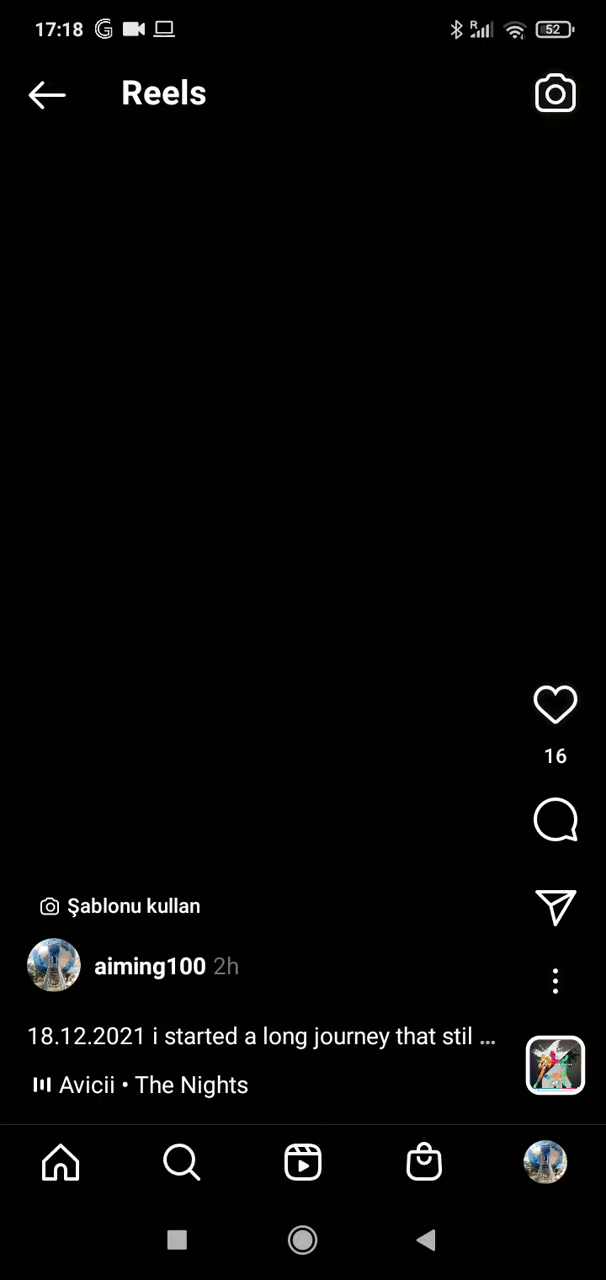 17:18
R
52
Reels
16
Şablonu kullan
aiming100 2h
18.12.2021 i started a long journey that stil ...
Avicii • The Nights